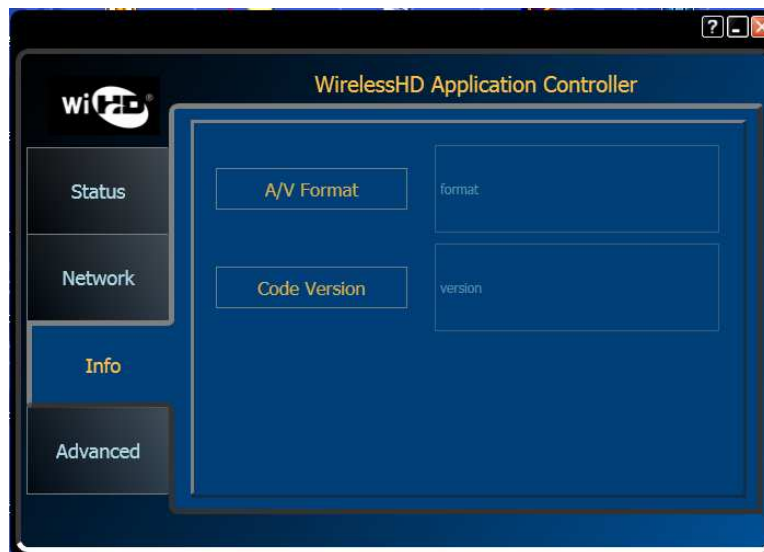 ?
WirelessHD Application Controller
wiHD®
Status
Network
Info
Advanced
A/V Format
format
Code Version
version